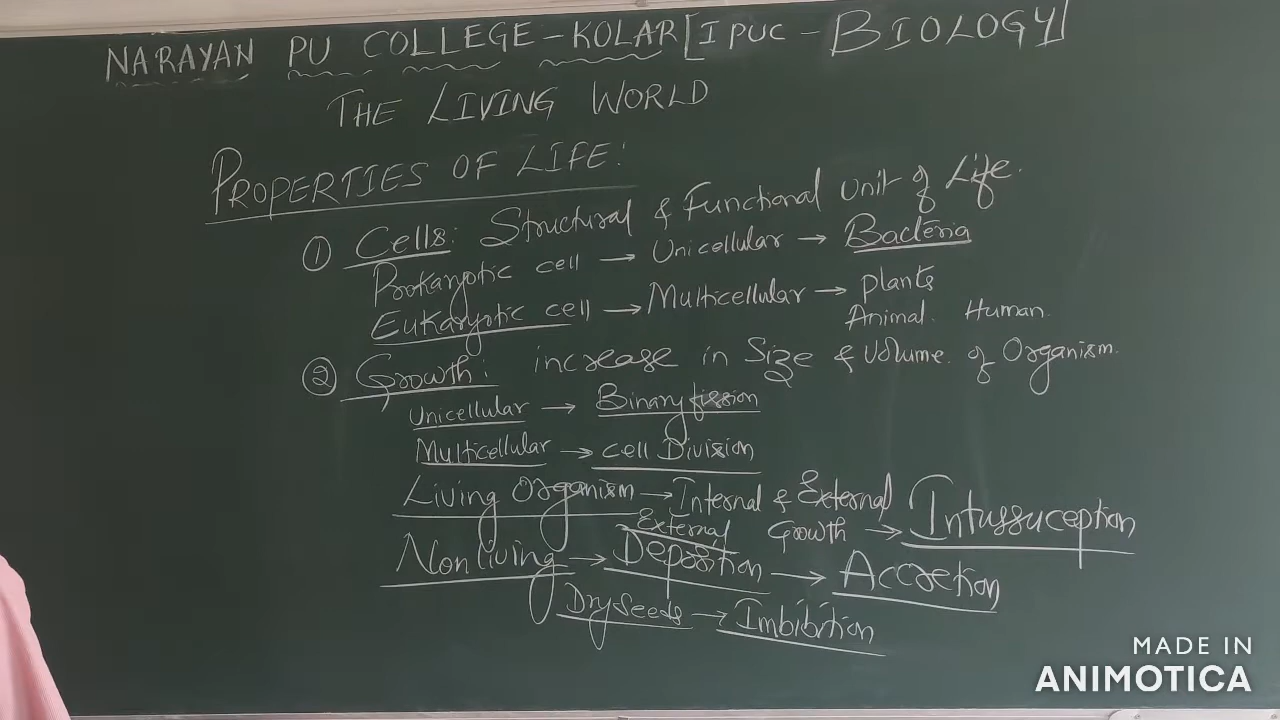 NARAYAN PU COLLEGE - KOLAR [I PUC - BIOLOGY]
THE LIVING WORLD
PROPERTIES OF LIFE:
① Cells: Structural & Functional Unit of Life.
Prokaryotic cell → Unicellular → Bacteria
Eukaryotic cell → Multicellular → Plants
Animal. Human.
② Growth: increase in Size & Volume. of Organism.
Unicellular → Binary fission
Multicellular → cell Division
Living Organism → Internal & External
Growth → Intussuception
External
Nonliving → Deposition → Accretion
Dry Seeds → Imbibition
MADE IN
ANIMOTICA